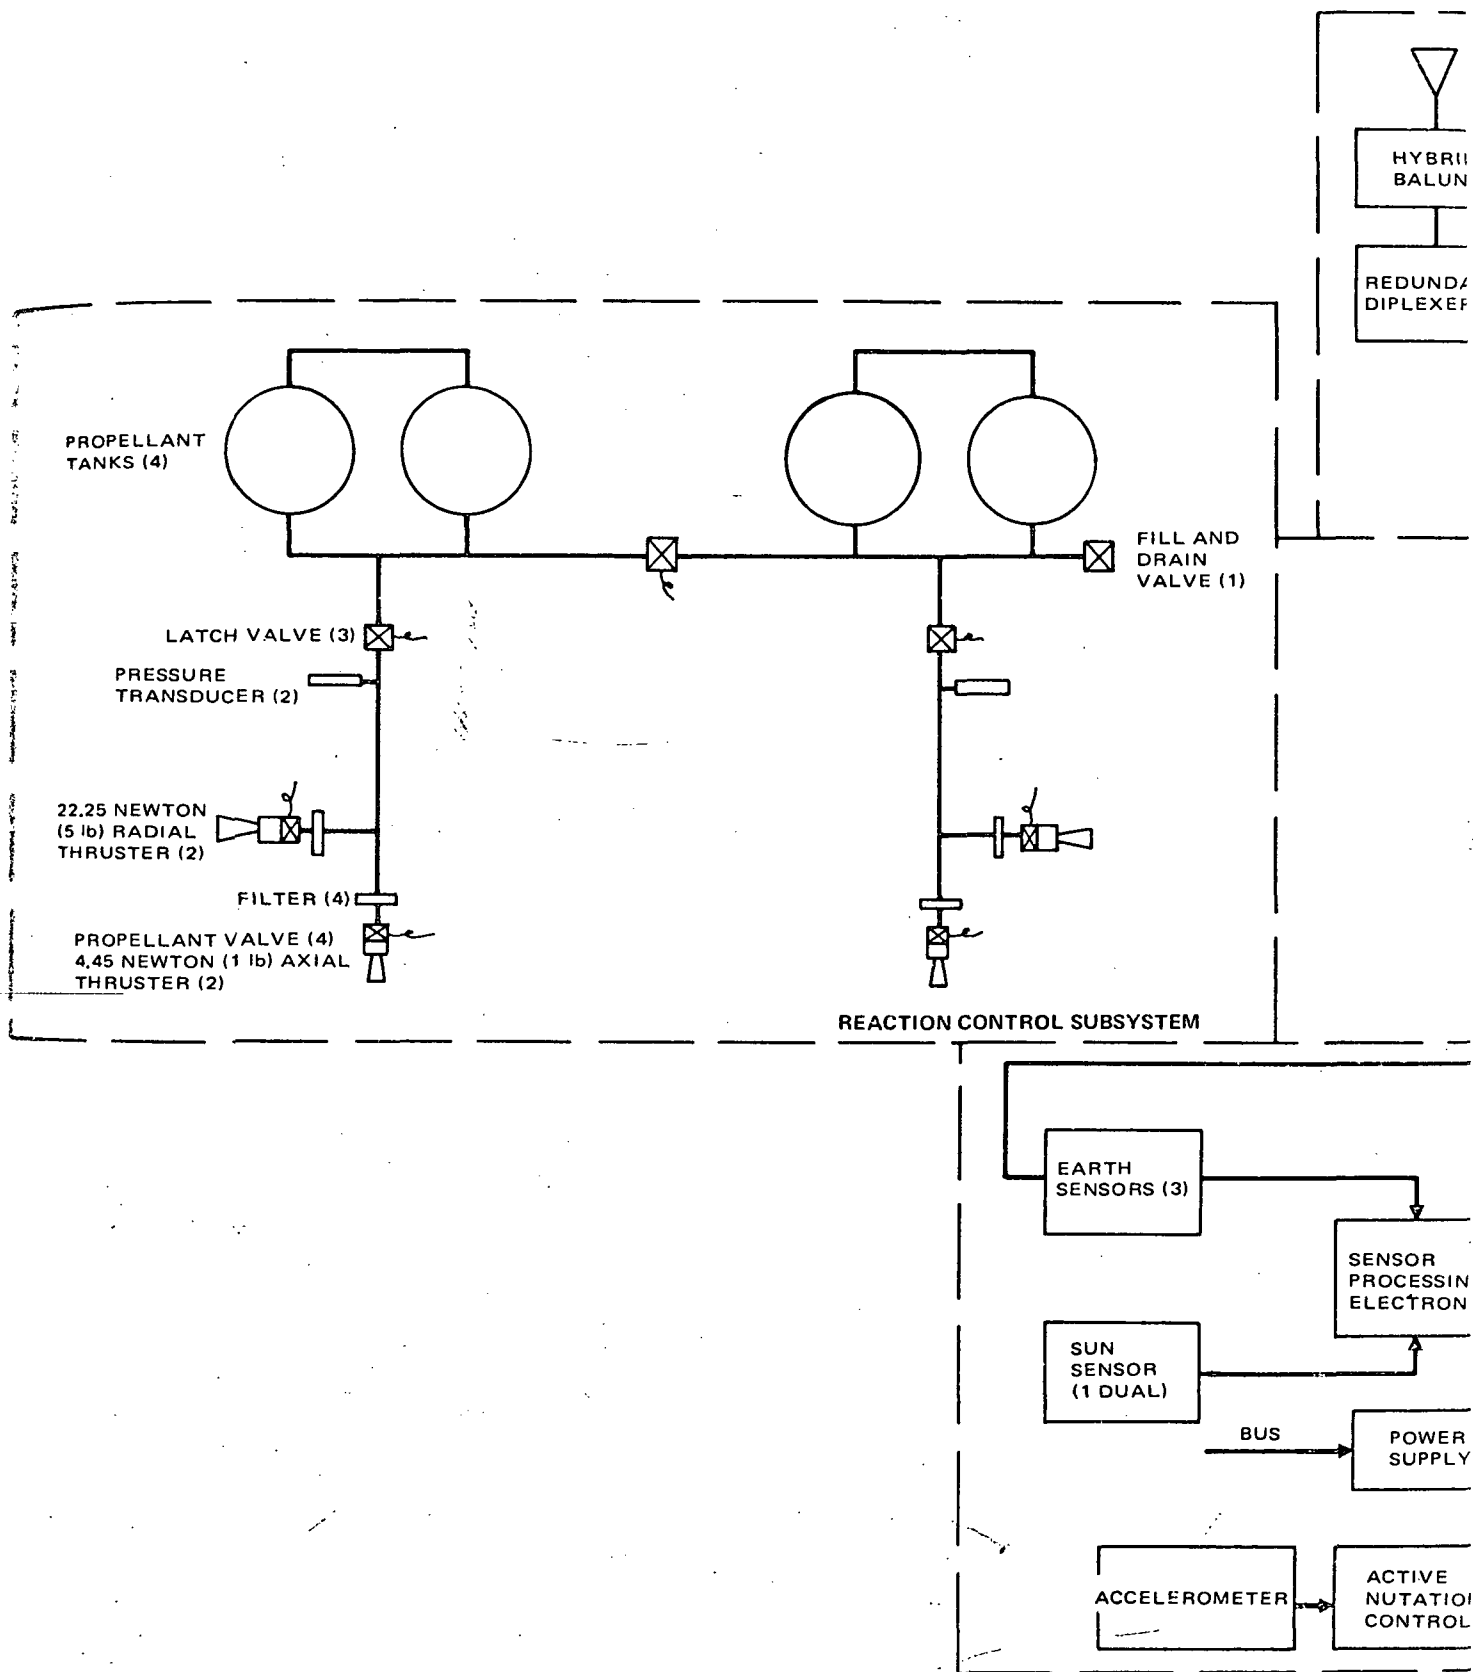 HYBRI
BALUN
REDUNDA
DIPLEXER
PROPELLANT
TANKS (4)
FILL AND
DRAIN
VALVE (1)
LATCH VALVE (3)
PRESSURE
TRANSDUCER (2)
22.25 NEWTON
(5 lb) RADIAL
THRUSTER (2)
FILTER (4)
PROPELLANT VALVE (4)
4.45 NEWTON (1 lb) AXIAL
THRUSTER (2)
REACTION CONTROL SUBSYSTEM
EARTH
SENSORS (3)
SENSOR
PROCESSIN
ELECTRON
SUN
SENSOR
(1 DUAL)
BUS
POWER
SUPPLY
ACCELEROMETER
ACTIVE
NUTATIO
CONTROL